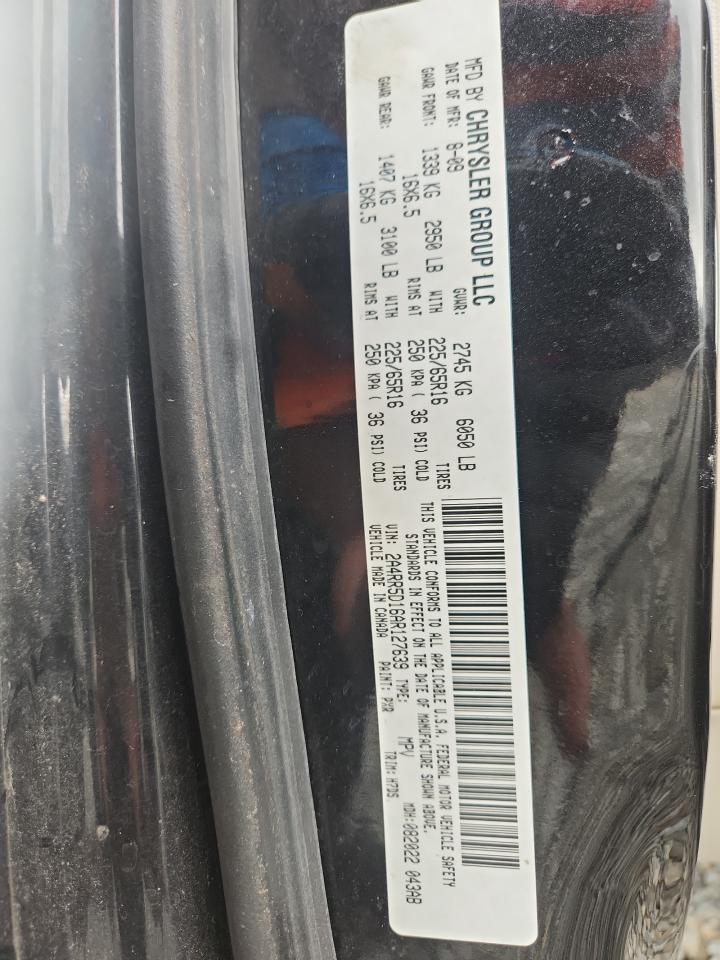 MFD BY CHRYSLER GROUP LLC
DATE OF MFR: 8-09 GVWR: 2745 KG 6050 LB
GAWR FRONT: 1339 KG 2950 LB WITH 225/65R16 TIRES
16X6.5 RIMS AT 250 KPA ( 36 PSI) COLD
GAWR REAR: 1407 KG 3100 LB WITH 225/65R16 TIRES
16X6.5 RIMS AT 250 KPA ( 36 PSI) COLD
THIS VEHICLE CONFORMS TO ALL APPLICABLE U.S.A. FEDERAL MOTOR VEHICLE SAFETY
STANDARDS IN EFFECT ON THE DATE OF MANUFACTURE SHOWN ABOVE.
VIN: 2A4RR5D16AR127639 TYPE: MPV MDH:082022 043AB
VEHICLE MADE IN CANADA PAINT: PXR TRIM: H7DS